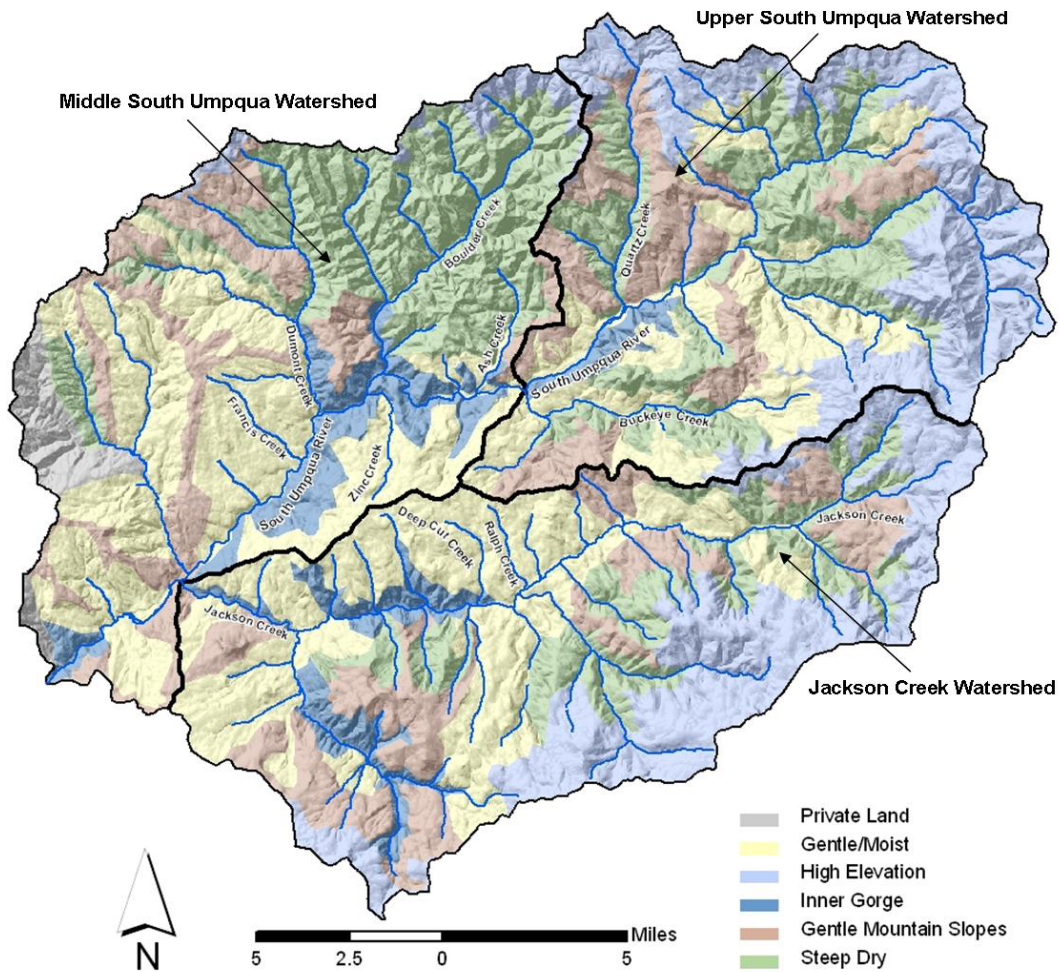 Upper South Umpqua Watershed
Middle South Umpqua Watershed
Boulder Creek
Quartz Creek
Ash Creek
South Umpqua River
Dumont Creek
Francis Creek
Buckeye Creek
South Umpqua River
Zinc Creek
Deep Cut Creek
Ralph Creek
Jackson Creek
Jackson Creek
Jackson Creek Watershed
Private Land
Gentle/Moist
High Elevation
Inner Gorge
Gentle Mountain Slopes
Steep Dry
N
Miles
5 2.5 0 5